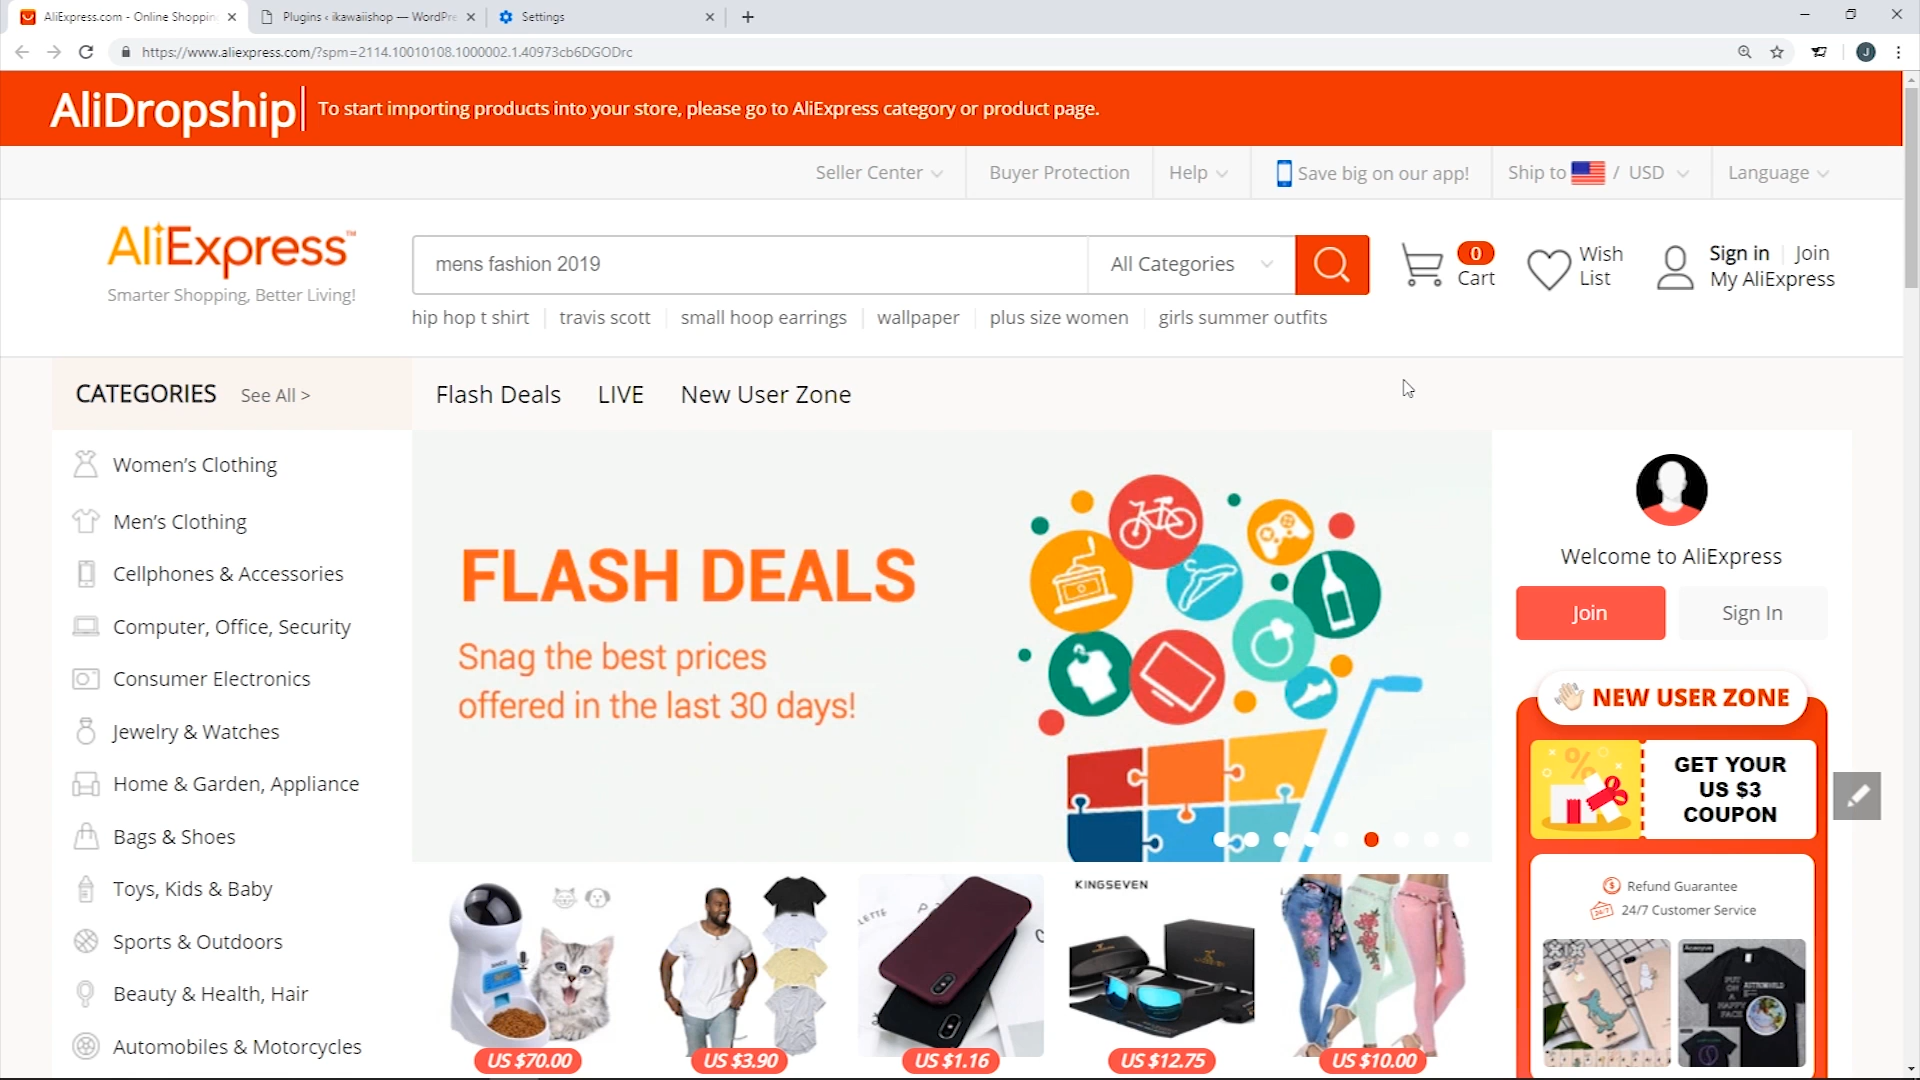 AliExpress.com - Online Shoppin
Plugins ‹ ikawaiishop — WordPre
Settings
https://www.aliexpress.com/?spm=2114.10010108.1000002.1.40973cb6DGODrc
J
AliDropship
To start importing products into your store, please go to AliExpress category or product page.
Seller Center
Buyer Protection
Help
Save big on our app!
Ship to / USD
Language
AliExpress™
Smarter Shopping, Better Living!
mens fashion 2019
All Categories
0
Cart
Wish
List
Sign in
Join
My AliExpress
hip hop t shirt
travis scott
small hoop earrings
wallpaper
plus size women
girls summer outfits
CATEGORIES
See All >
Flash Deals
LIVE
New User Zone
Women's Clothing
Men's Clothing
Cellphones & Accessories
Computer, Office, Security
Consumer Electronics
Jewelry & Watches
Home & Garden, Appliance
Bags & Shoes
Toys, Kids & Baby
Sports & Outdoors
Beauty & Health, Hair
Automobiles & Motorcycles
FLASH DEALS
Snag the best prices
offered in the last 30 days!
Welcome to AliExpress
Join
Sign In
NEW USER ZONE
GET YOUR
US $3
COUPON
Refund Guarantee
24/7 Customer Service
KINGSEVEN
US $70.00
US $3.90
US $1.16
US $12.75
US $10.00